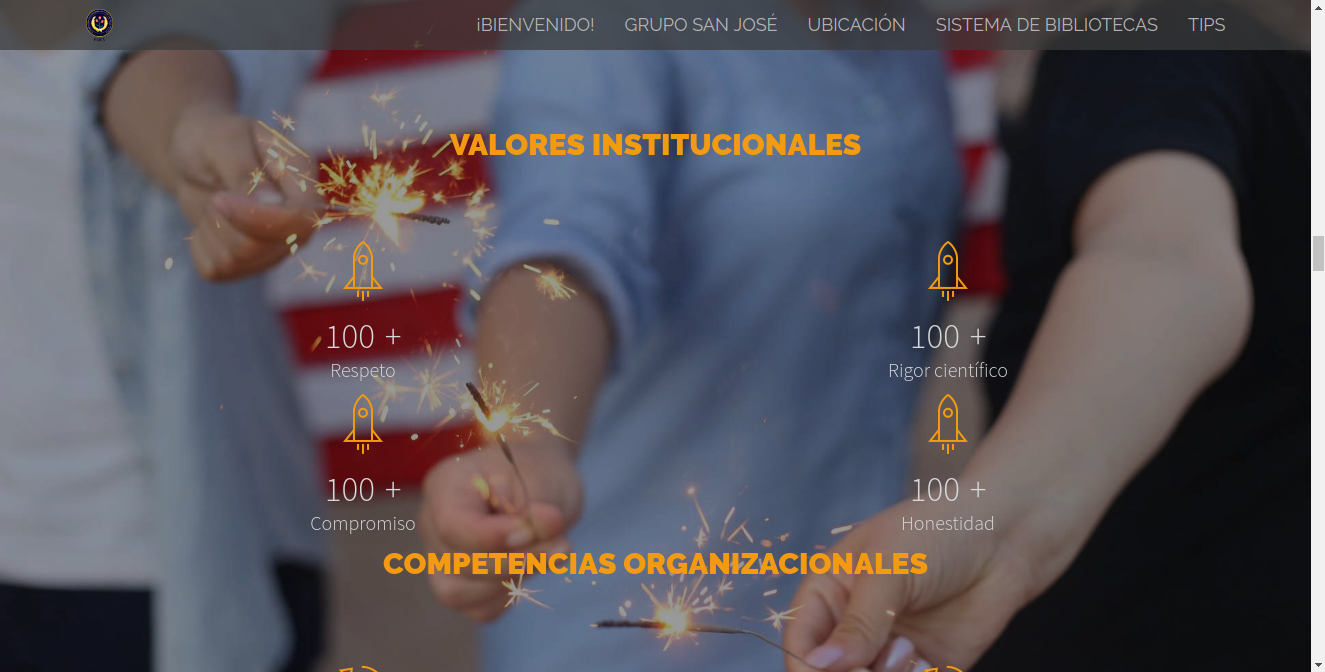 ¡BIENVENIDO! GRUPO SAN JOSÉ UBICACIÓN SISTEMA DE BIBLIOTECAS TIPS
VALORES INSTITUCIONALES
100 +
Respeto
100 +
Rigor científico
100 +
Compromiso
100 +
Honestidad
COMPETENCIAS ORGANIZACIONALES